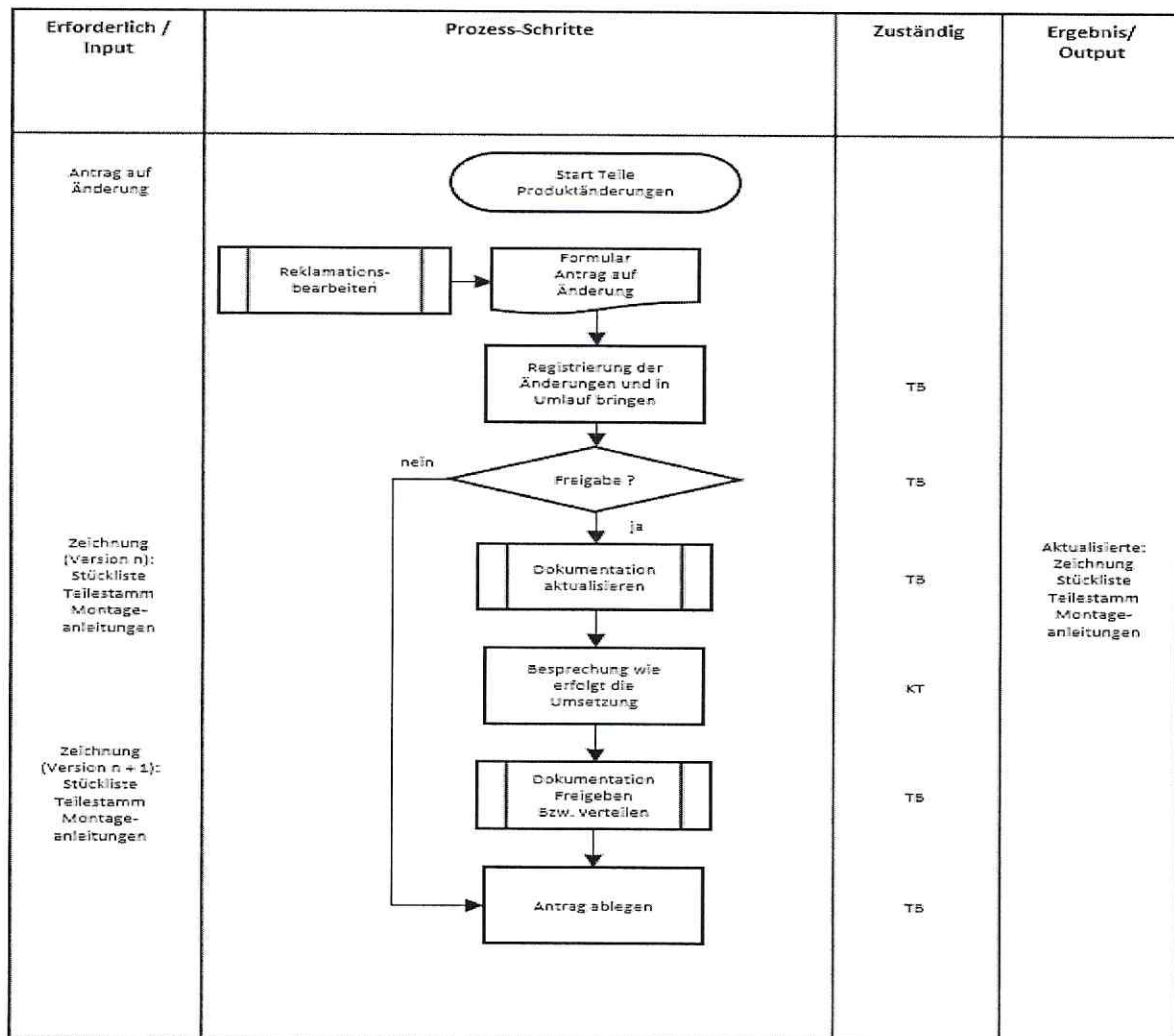 Erforderlich /
Input
Prozess-Schritte
Zuständig
Ergebnis/
Output
Antrag auf
Änderung
Start Teile
Produktänderungen
Reklamations-
bearbeiten
Formular
Antrag auf
Änderung
Registrierung der
Änderungen und in
Umlauf bringen
TB
nein
Freigabe ?
TB
ja
Zeichnung
(Version n):
Stückliste
Teilestamm
Montage-
anleitungen
Dokumentation
aktualisieren
TB
Aktualisierte:
Zeichnung
Stückliste
Teilestamm
Montage-
anleitungen
Besprechung wie
erfolgt die
Umsetzung
KT
Zeichnung
(Version n + 1):
Stückliste
Teilestamm
Montage-
anleitungen
Dokumentation
Freigeben
Bzw. Verteilen
TB
Antrag ablegen
TB